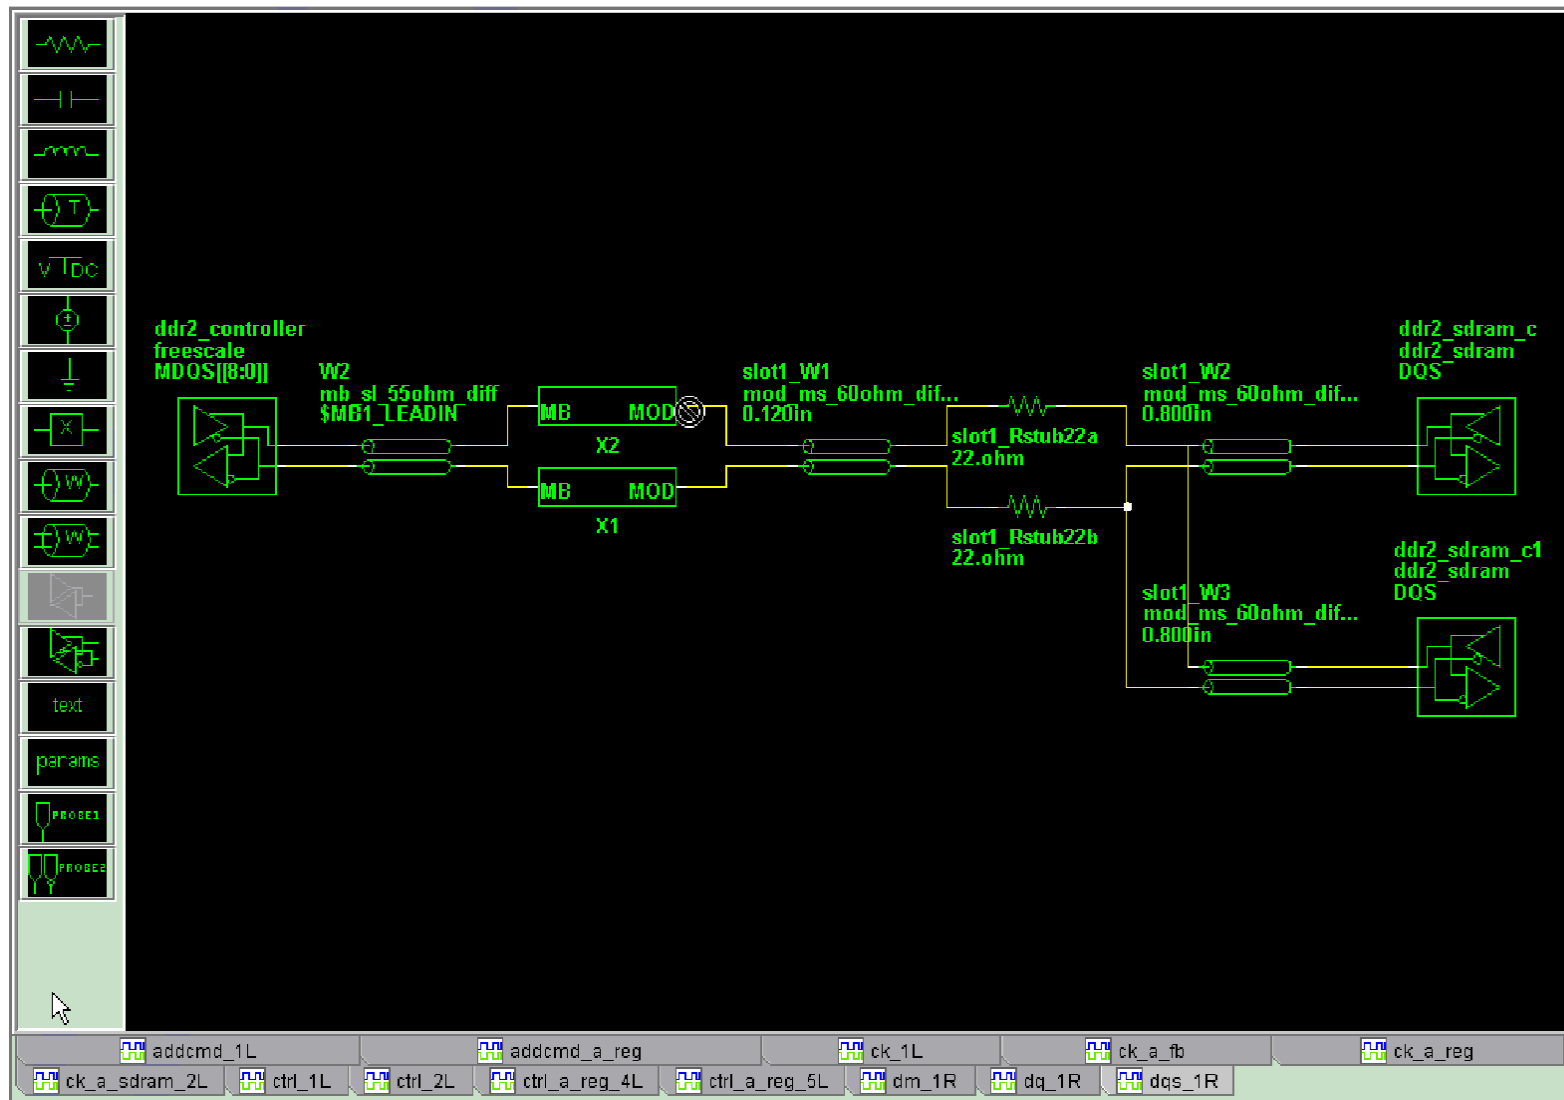 T
V DC
X
W
W
text
params
PROBE1
PROBE2
ddr2_controller
freescale
MDQS[[8:0]]
W2
mb_sl_55ohm_diff
$MB1_LEADIN
MB MOD
X2
MB MOD
X1
slot1_W1
mod_ms_60ohm_dif...
0.120in
slot1_Rstub22a
22.ohm
slot1_Rstub22b
22.ohm
slot1_W2
mod_ms_60ohm_dif...
0.800in
slot1_W3
mod_ms_60ohm_dif...
0.800in
ddr2_sdram_c
ddr2_sdram
DQS
ddr2_sdram_c1
ddr2_sdram
DQS
addcmd_1L addcmd_a_reg ck_1L ck_a_fb ck_a_reg
ck_a_sdram_2L ctrl_1L ctrl_2L ctrl_a_reg_4L ctrl_a_reg_5L dm_1R dq_1R dqs_1R